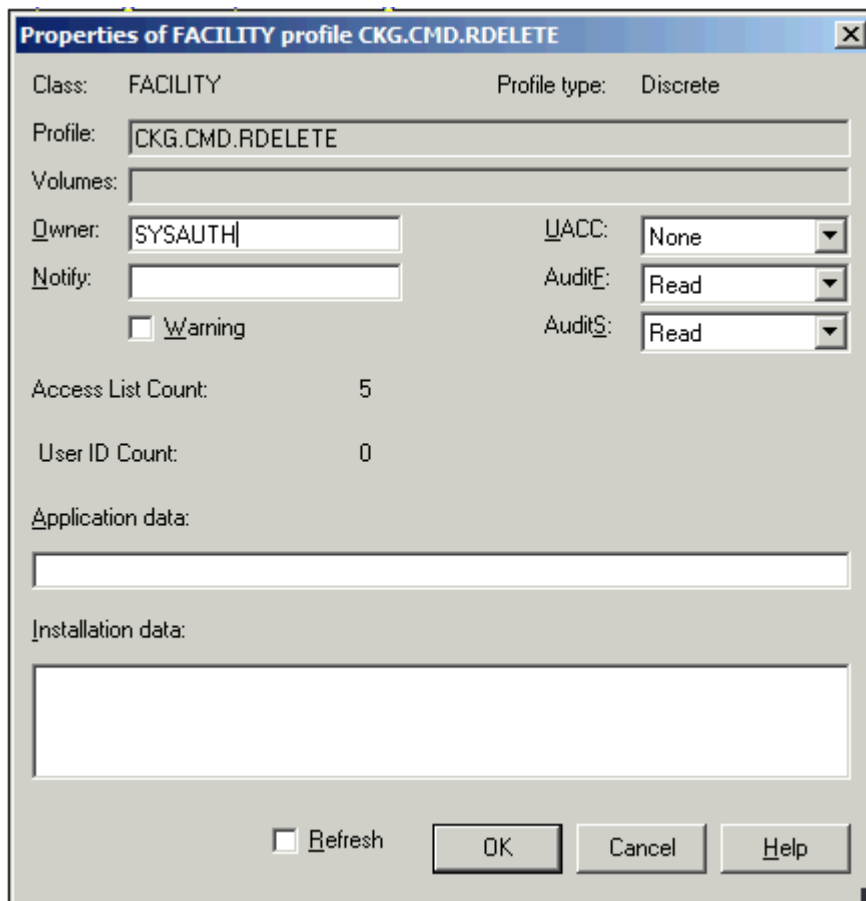 Properties of FACILITY profile CKG.CMD.RDELETE
Class: FACILITY Profile type: Discrete
Profile: CKG.CMD.RDELETE
Volumes:
Owner: SYSAUTH UACC: None
Notify: AuditF: Read
Warning AuditS: Read
Access List Count: 5
User ID Count: 0
Application data:
Installation data:
Refresh OK Cancel Help